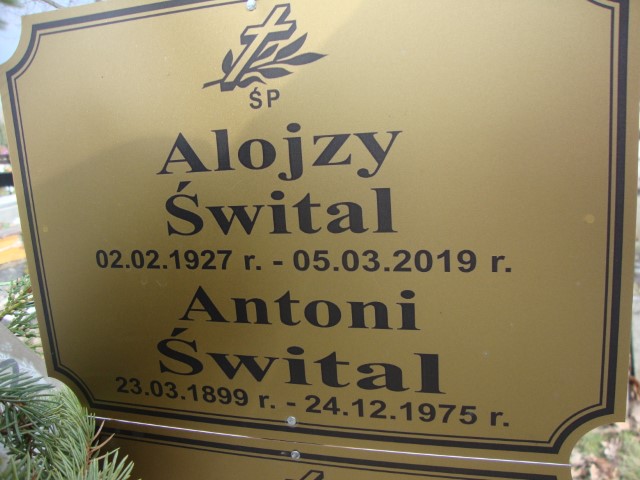 ŚP
Alojzy
Śwital
02.02.1927 r. - 05.03.2019 r.
Antoni
Śwital
23.03.1899 r. - 24.12.1975 r.